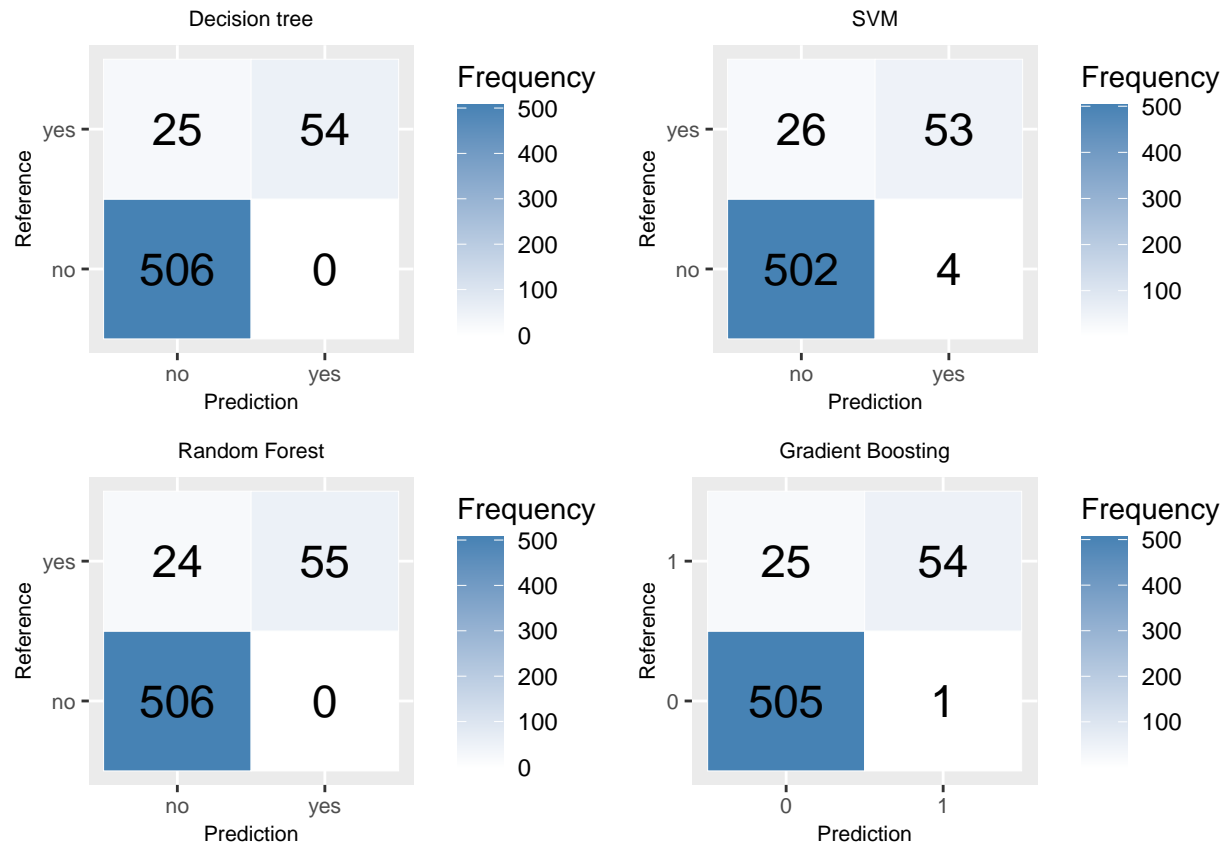 Decision tree
Frequency
500
400
300
200
100
0
Reference
yes
no
25 54
506 0
no yes
Prediction
SVM
Frequency
500
400
300
200
100
Reference
yes
no
26 53
502 4
no yes
Prediction
Random Forest
Frequency
500
400
300
200
100
0
Reference
yes
no
24 55
506 0
no yes
Prediction
Gradient Boosting
Frequency
500
400
300
200
100
Reference
1
0
25 54
505 1
0 1
Prediction